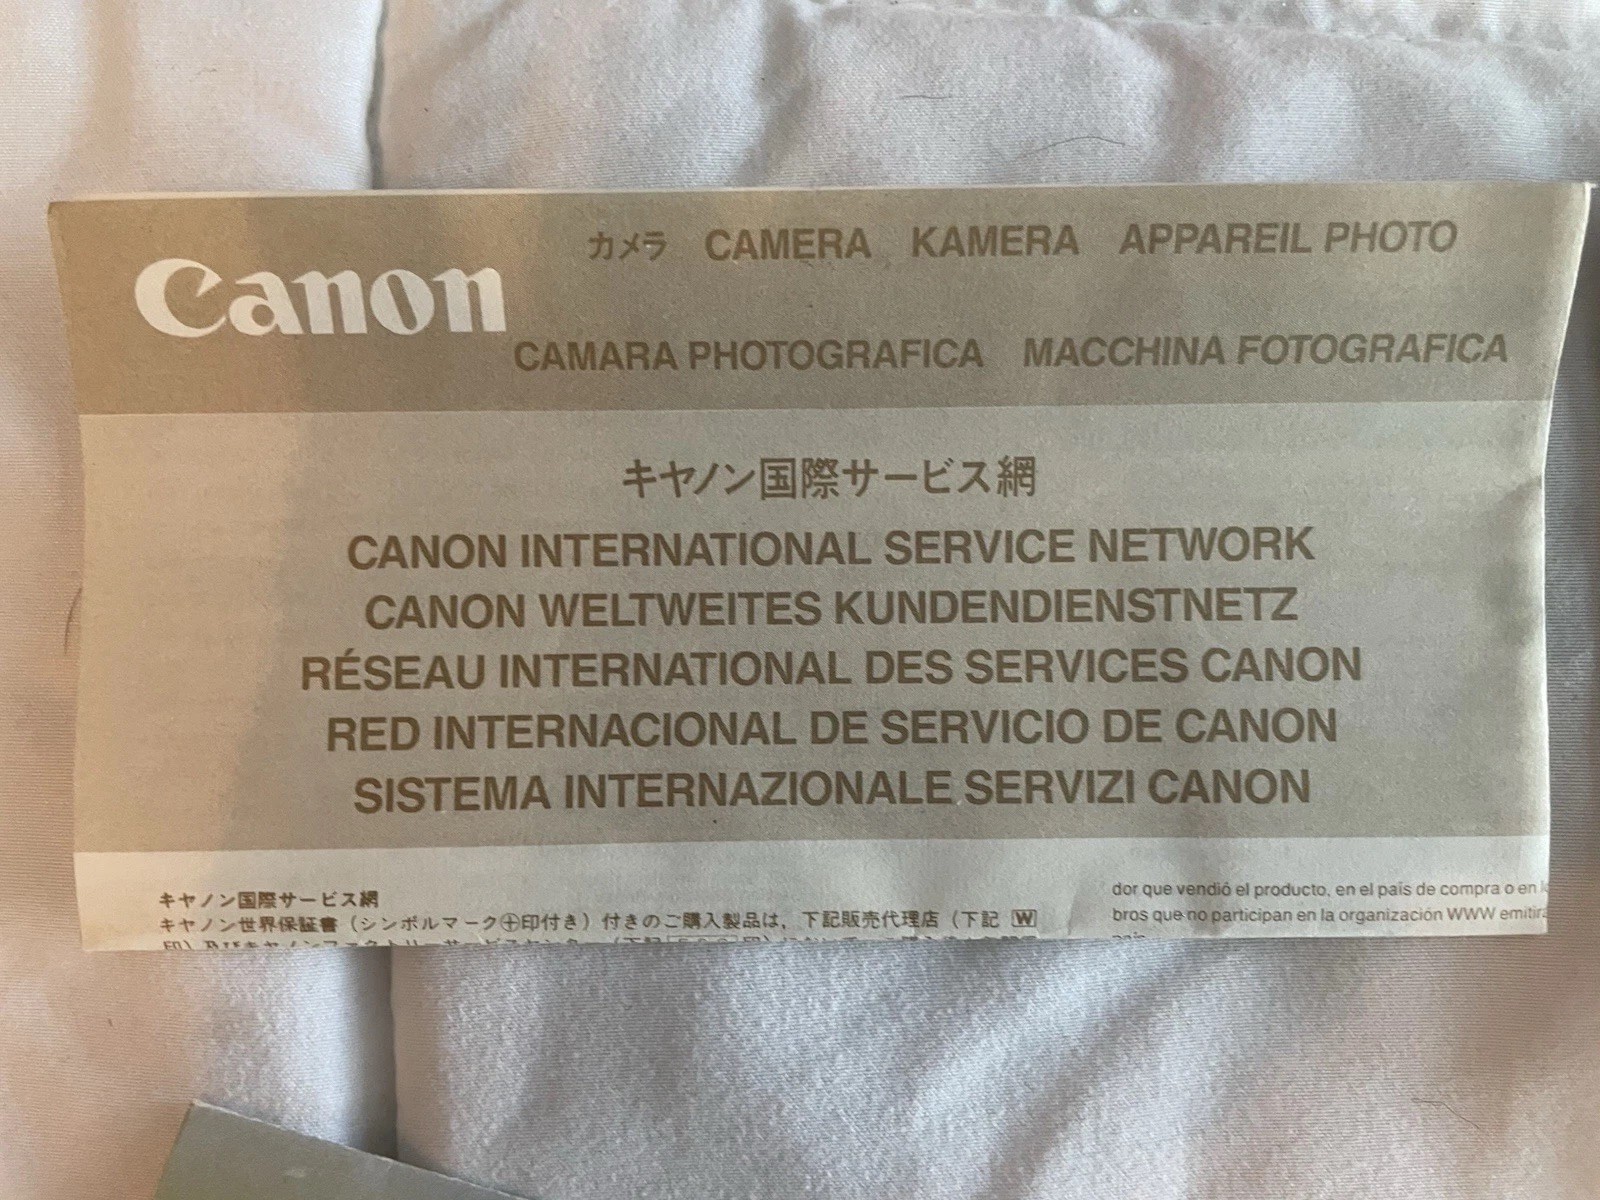 Canon
カメラ CAMERA KAMERA APPAREIL PHOTO
CAMARA PHOTOGRAFICA MACCHINA FOTOGRAFICA
キヤノン国際サービス網
CANON INTERNATIONAL SERVICE NETWORK
CANON WELTWEITES KUNDENDIENSTNETZ
RÉSEAU INTERNATIONAL DES SERVICES CANON
RED INTERNACIONAL DE SERVICIO DE CANON
SISTEMA INTERNAZIONALE SERVIZI CANON
キヤノン国際サービス網
キヤノン世界保証書(シンボルマーク⊕印付き)付きのご購入製品は,下記販売代理店(下記 W
dor que vendió el producto, en el país de compra o en
bros que no participan en la organización WWW